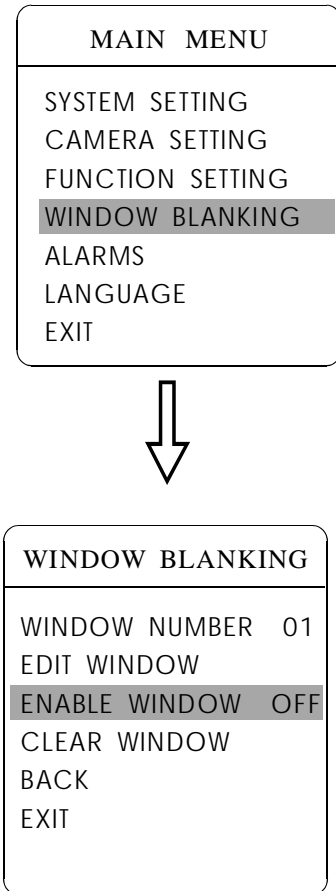 MAIN MENU
SYSTEM SETTING
CAMERA SETTING
FUNCTION SETTING
WINDOW BLANKING
ALARMS
LANGUAGE
EXIT
WINDOW BLANKING
WINDOW NUMBER 01
EDIT WINDOW
ENABLE WINDOW OFF
CLEAR WINDOW
BACK
EXIT